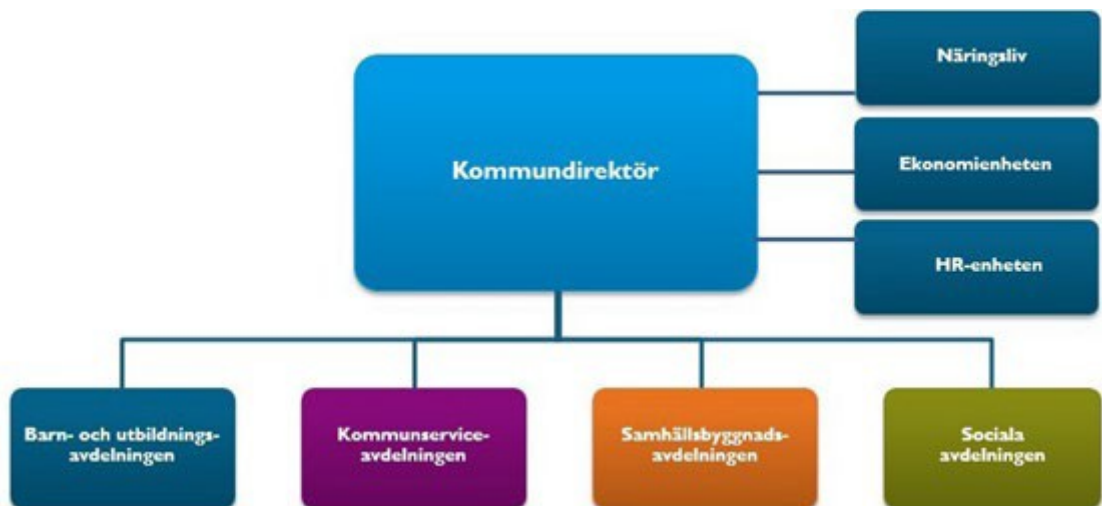 Näringsliv
Kommundirektör
Ekonomienheten
HR-enheten
Barn- och utbildnings-
avdelningen
Kommunservice-
avdelningen
Samhällsbyggnads-
avdelningen
Sociala
avdelningen